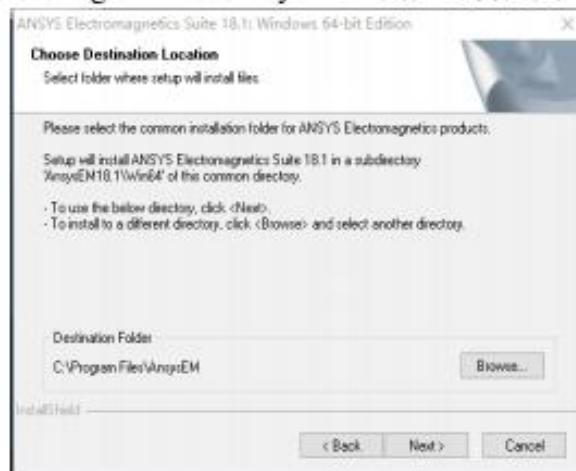 ANSYS Electromagnetics Suite 18.1: Windows 64-bit Edition
Choose Destination Location
Select folder where setup will install files.
Please select the common installation folder for ANSYS Electromagnetics products.
Setup will install ANSYS Electromagnetics Suite 18.1 in a subdirectory
'AnsysEM18.1\Win64' of this common directory.
- To use the below directory, click <Next>.
- To install to a different directory, click <Browse> and select another directory.
Destination Folder
C:\Program Files\AnsysEM
Browse...
InstallShield
< Back Next > Cancel